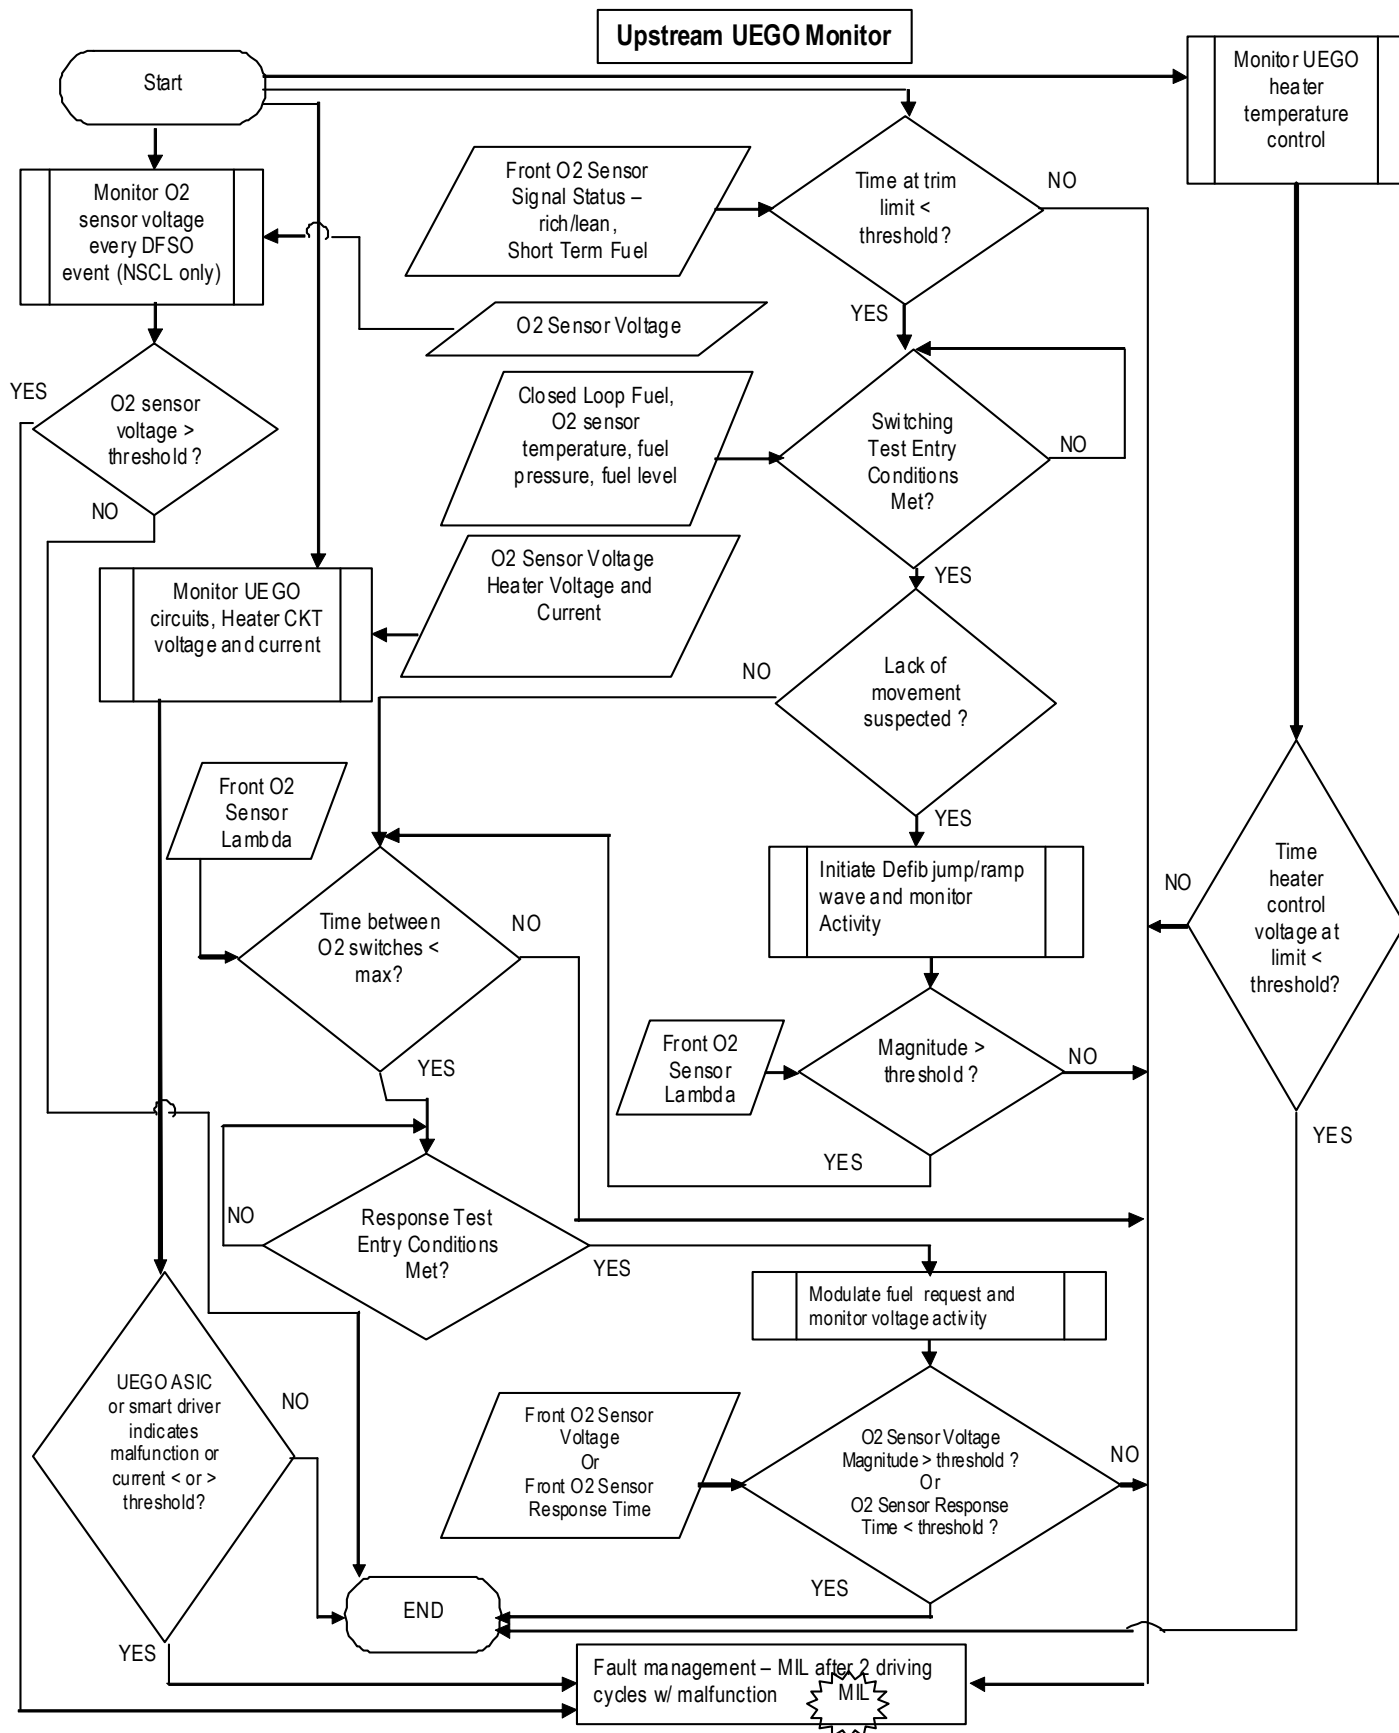 Upstream UEGO Monitor
Start
Monitor UEGO
heater
temperature
control
Monitor O2
sensor voltage
every DFSO
event (NSCL only)
Front O2 Sensor
Signal Status –
rich/lean,
Short Term Fuel
Time at trim
limit <
threshold?
NO
YES
O2 Sensor Voltage
YES
O2 sensor
voltage >
threshold ?
NO
Closed Loop Fuel,
O2 sensor
temperature, fuel
pressure, fuel level
Switching
Test Entry
Conditions
Met?
NO
YES
O2 Sensor Voltage
Heater Voltage and
Current
Monitor UEGO
circuits, Heater CKT
voltage and current
NO
Lack of
movement
suspected ?
YES
Front O2
Sensor
Lambda
Time between
O2 switches <
max?
NO
YES
Initiate Defib jump/ramp
wave and monitor
Activity
NO
Time
heater
control
voltage at
limit <
threshold?
YES
Front O2
Sensor
Lambda
Magnitude >
threshold ?
NO
YES
NO
Response Test
Entry Conditions
Met?
YES
Modulate fuel request and
monitor voltage activity
UEGO ASIC
or smart driver
indicates
malfunction or
current < or >
threshold?
NO
YES
Front O2 Sensor
Voltage
Or
Front O2 Sensor
Response Time
O2 Sensor Voltage
Magnitude > threshold ?
Or
O2 Sensor Response
Time < threshold ?
NO
YES
END
Fault management – MIL after 2 driving
cycles w/ malfunction
MIL